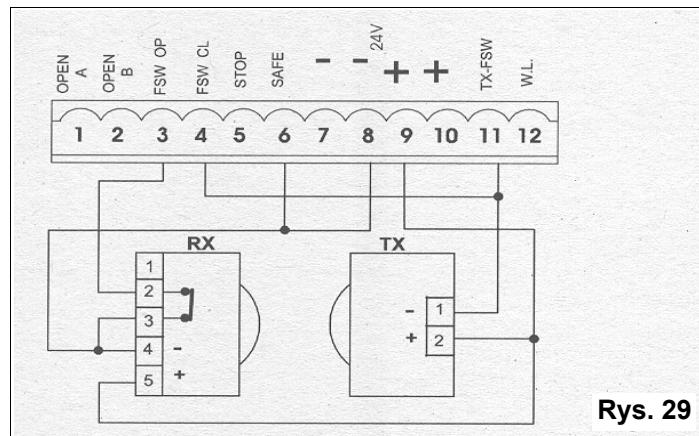 OPEN A
OPEN B
FSW OP
FSW CL
STOP
SAFE
-
-
24V
+
+
TX-FSW
W.L.
1 2 3 4 5 6 7 8 9 10 11 12
RX
1
2
3
4 -
5 +
TX
- 1
+ 2
Rys. 29